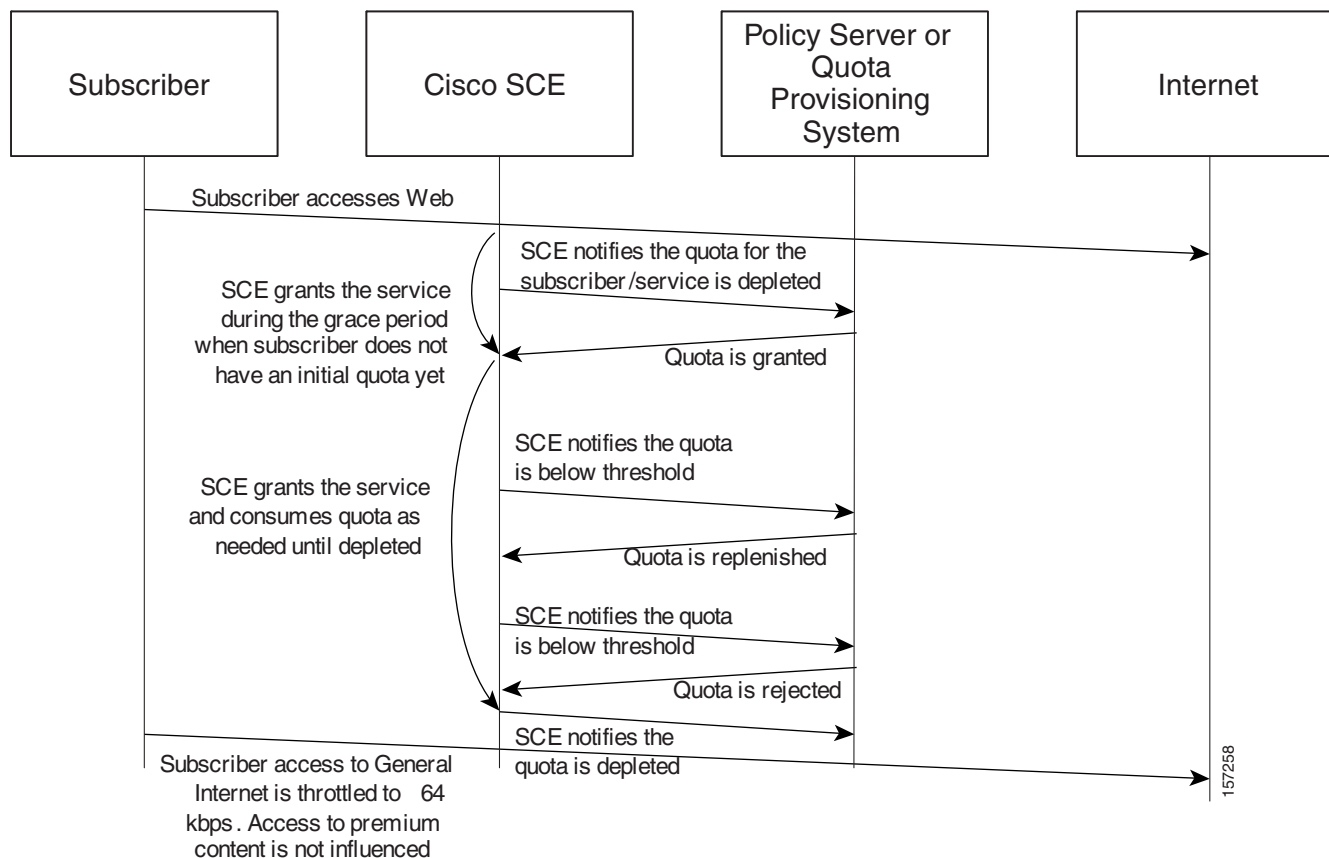 Subscriber
Cisco SCE
Policy Server or
Quota
Provisioning
System
Internet
Subscriber accesses Web
SCE notifies the quota for the
subscriber/service is depleted
SCE grants the service
during the grace period
when subscriber does not
have an initial quota yet
Quota is granted
SCE notifies the quota
is below threshold
SCE grants the service
and consumes quota as
needed until depleted
Quota is replenished
SCE notifies the quota
is below threshold
Quota is rejected
SCE notifies the
quota is depleted
Subscriber access to General
Internet is throttled to 64
kbps. Access to premium
content is not influenced
157258